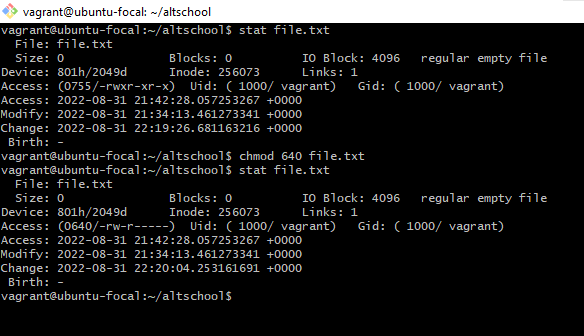 vagrant@ubuntu-focal: ~/altschool
vagrant@ubuntu-focal:~/altschool$ stat file.txt
  File: file.txt
  Size: 0               Blocks: 0          IO Block: 4096   regular empty file
Device: 801h/2049d      Inode: 256073      Links: 1
Access: (0755/-rwxr-xr-x)  Uid: ( 1000/ vagrant)   Gid: ( 1000/ vagrant)
Access: 2022-08-31 21:42:28.057253267 +0000
Modify: 2022-08-31 21:34:13.461273341 +0000
Change: 2022-08-31 22:19:26.681163216 +0000
 Birth: -
vagrant@ubuntu-focal:~/altschool$ chmod 640 file.txt
vagrant@ubuntu-focal:~/altschool$ stat file.txt
  File: file.txt
  Size: 0               Blocks: 0          IO Block: 4096   regular empty file
Device: 801h/2049d      Inode: 256073      Links: 1
Access: (0640/-rw-r-----)  Uid: ( 1000/ vagrant)   Gid: ( 1000/ vagrant)
Access: 2022-08-31 21:42:28.057253267 +0000
Modify: 2022-08-31 21:34:13.461273341 +0000
Change: 2022-08-31 22:20:04.253161691 +0000
 Birth: -
vagrant@ubuntu-focal:~/altschool$